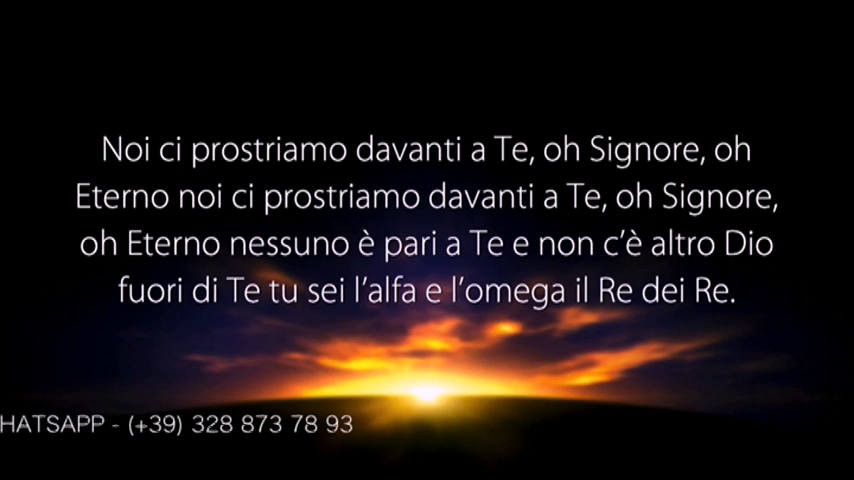 Noi ci prostriamo davanti a Te, oh Signore, oh
Eterno noi ci prostriamo davanti a Te, oh Signore,
oh Eterno nessuno è pari a Te e non c’è altro Dio
fuori di Te tu sei l’alfa e l’omega il Re dei Re.
HATSAPP - (+39) 328 873 78 93